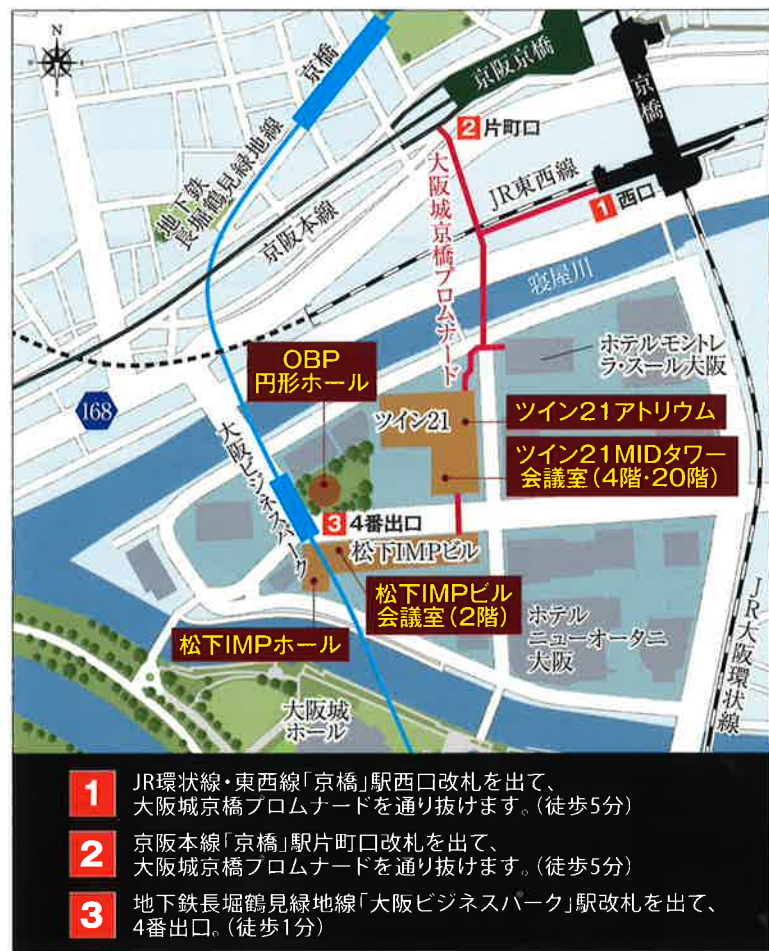 N
京橋
京阪京橋
京橋
2 片町口
地下鉄
長堀鶴見緑地線
京阪本線
大阪城京橋プロムナード
JR東西線
1 西口
寝屋川
OBP
円形ホール
ホテルモントレ
ラ・スール大阪
168
ツイン21
ツイン21アトリウム
ツイン21MIDタワー
会議室(4階・20階)
大阪ビジネスパーク
3 4番出口
松下IMPビル
松下IMPビル
会議室(2階)
松下IMPホール
ホテル
ニューオータニ
大阪
JR大阪環状線
大阪城
ホール
1 JR環状線・東西線「京橋」駅西口改札を出て、
大阪城京橋プロムナードを通り抜けます。(徒歩5分)
2 京阪本線「京橋」駅片町口改札を出て、
大阪城京橋プロムナードを通り抜けます。(徒歩5分)
3 地下鉄長堀鶴見緑地線「大阪ビジネスパーク」駅改札を出て、
4番出口。(徒歩1分)